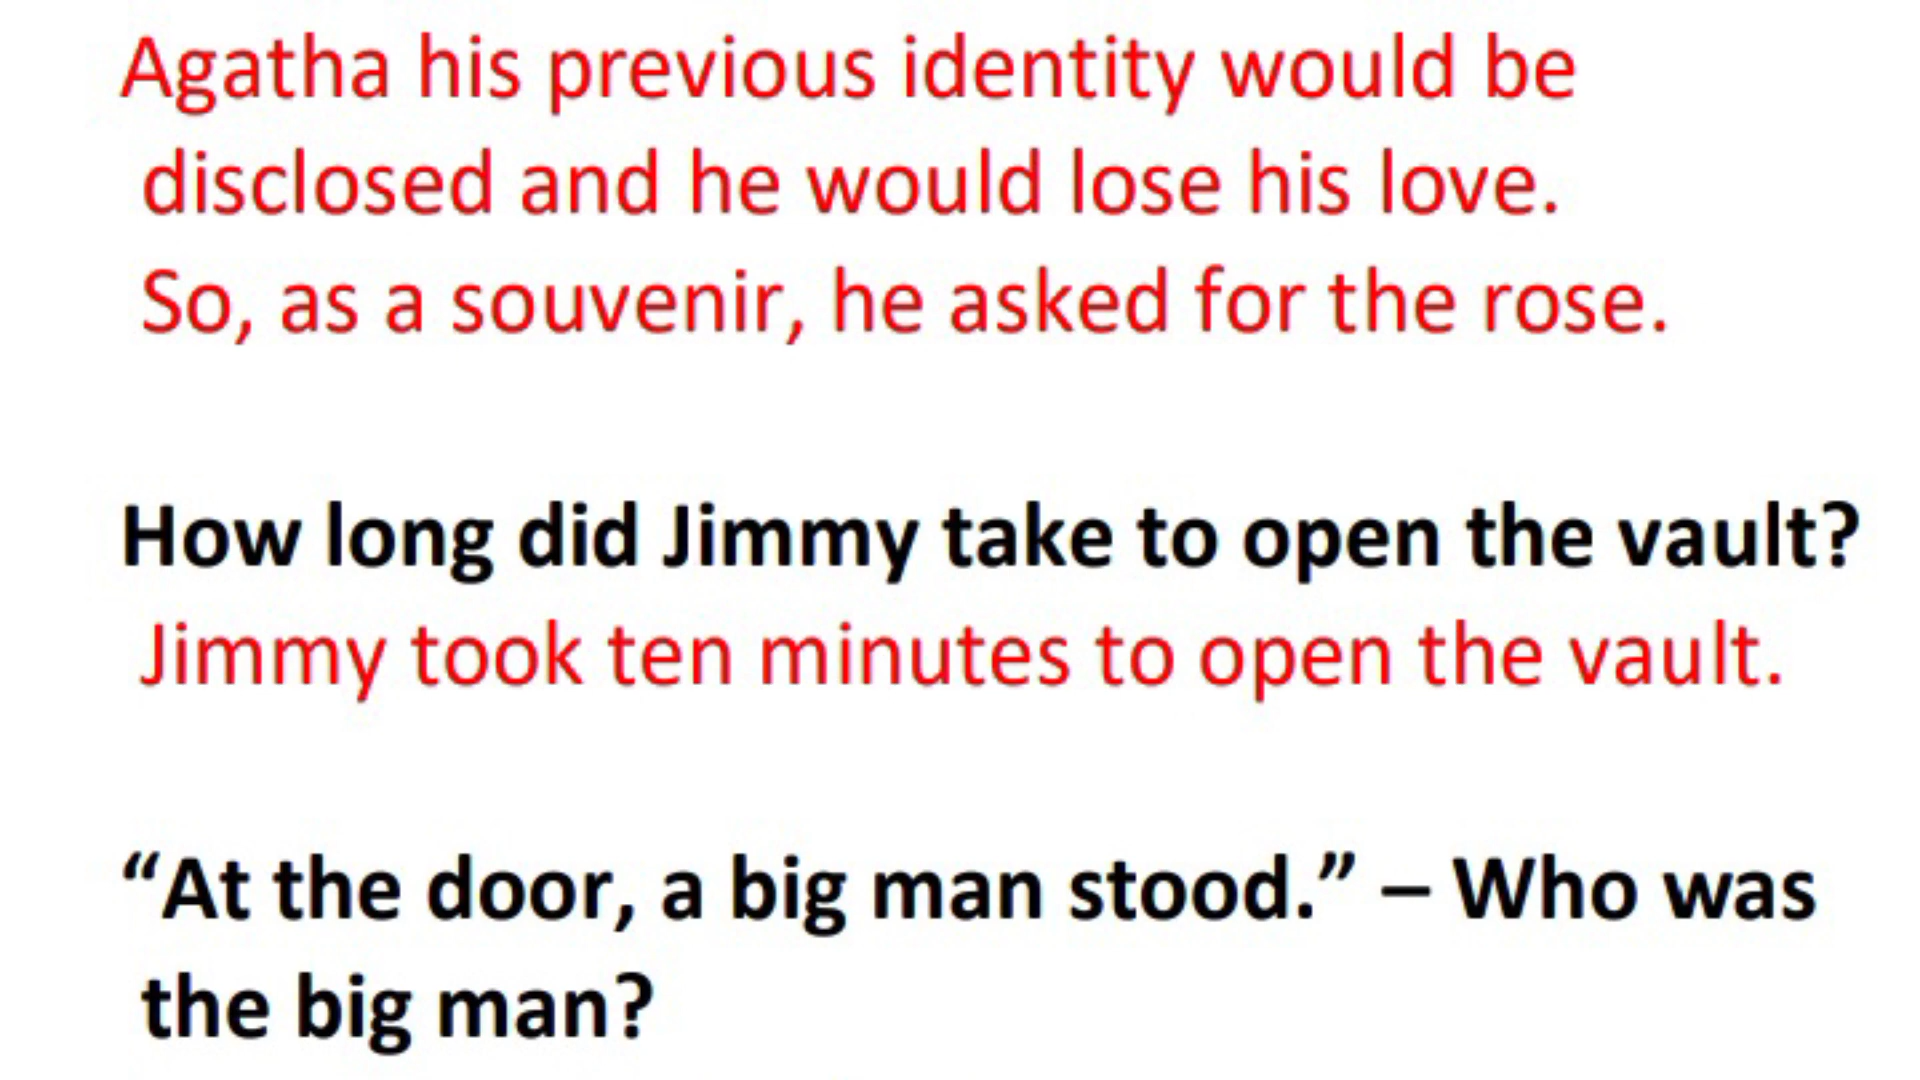 Agatha his previous identity would be
disclosed and he would lose his love.
So, as a souvenir, he asked for the rose.
How long did Jimmy take to open the vault?
Jimmy took ten minutes to open the vault.
“At the door, a big man stood.” – Who was
the big man?